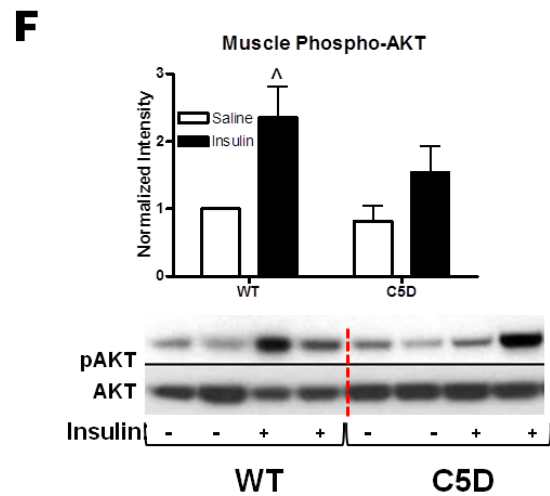 F
Muscle Phospho-AKT
Normalized Intensity
3
2
1
0
^
Saline
Insulin
WT C5D
pAKT
AKT
Insulin - - + + - - + +
WT C5D